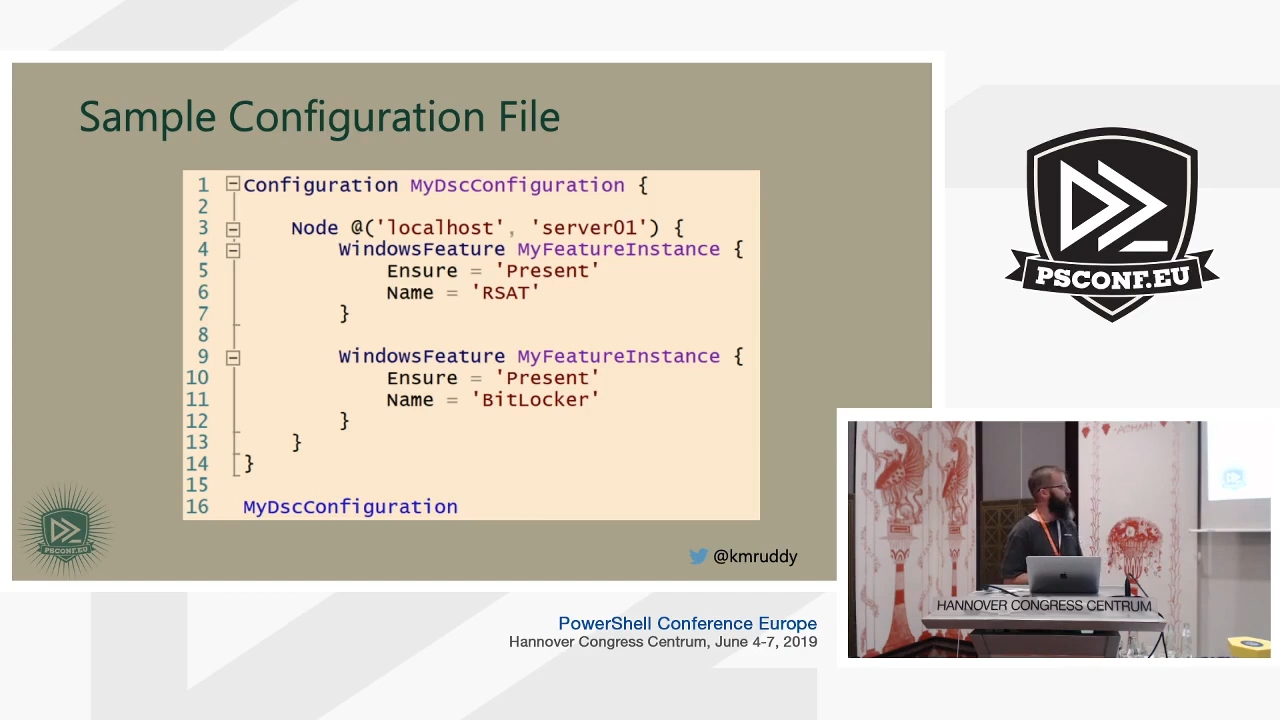 Sample Configuration File
1 Configuration MyDscConfiguration {
2
3 Node @('localhost', 'server01') {
4 WindowsFeature MyFeatureInstance {
5 Ensure = 'Present'
6 Name = 'RSAT'
7 }
8
9 WindowsFeature MyFeatureInstance {
10 Ensure = 'Present'
11 Name = 'BitLocker'
12 }
13 }
14 }
15
16 MyDscConfiguration
PSCONF.EU
@kmruddy
PSCONF.EU
HANNOVER CONGRESS CENTRUM
PowerShell Conference Europe
Hannover Congress Centrum, June 4-7, 2019